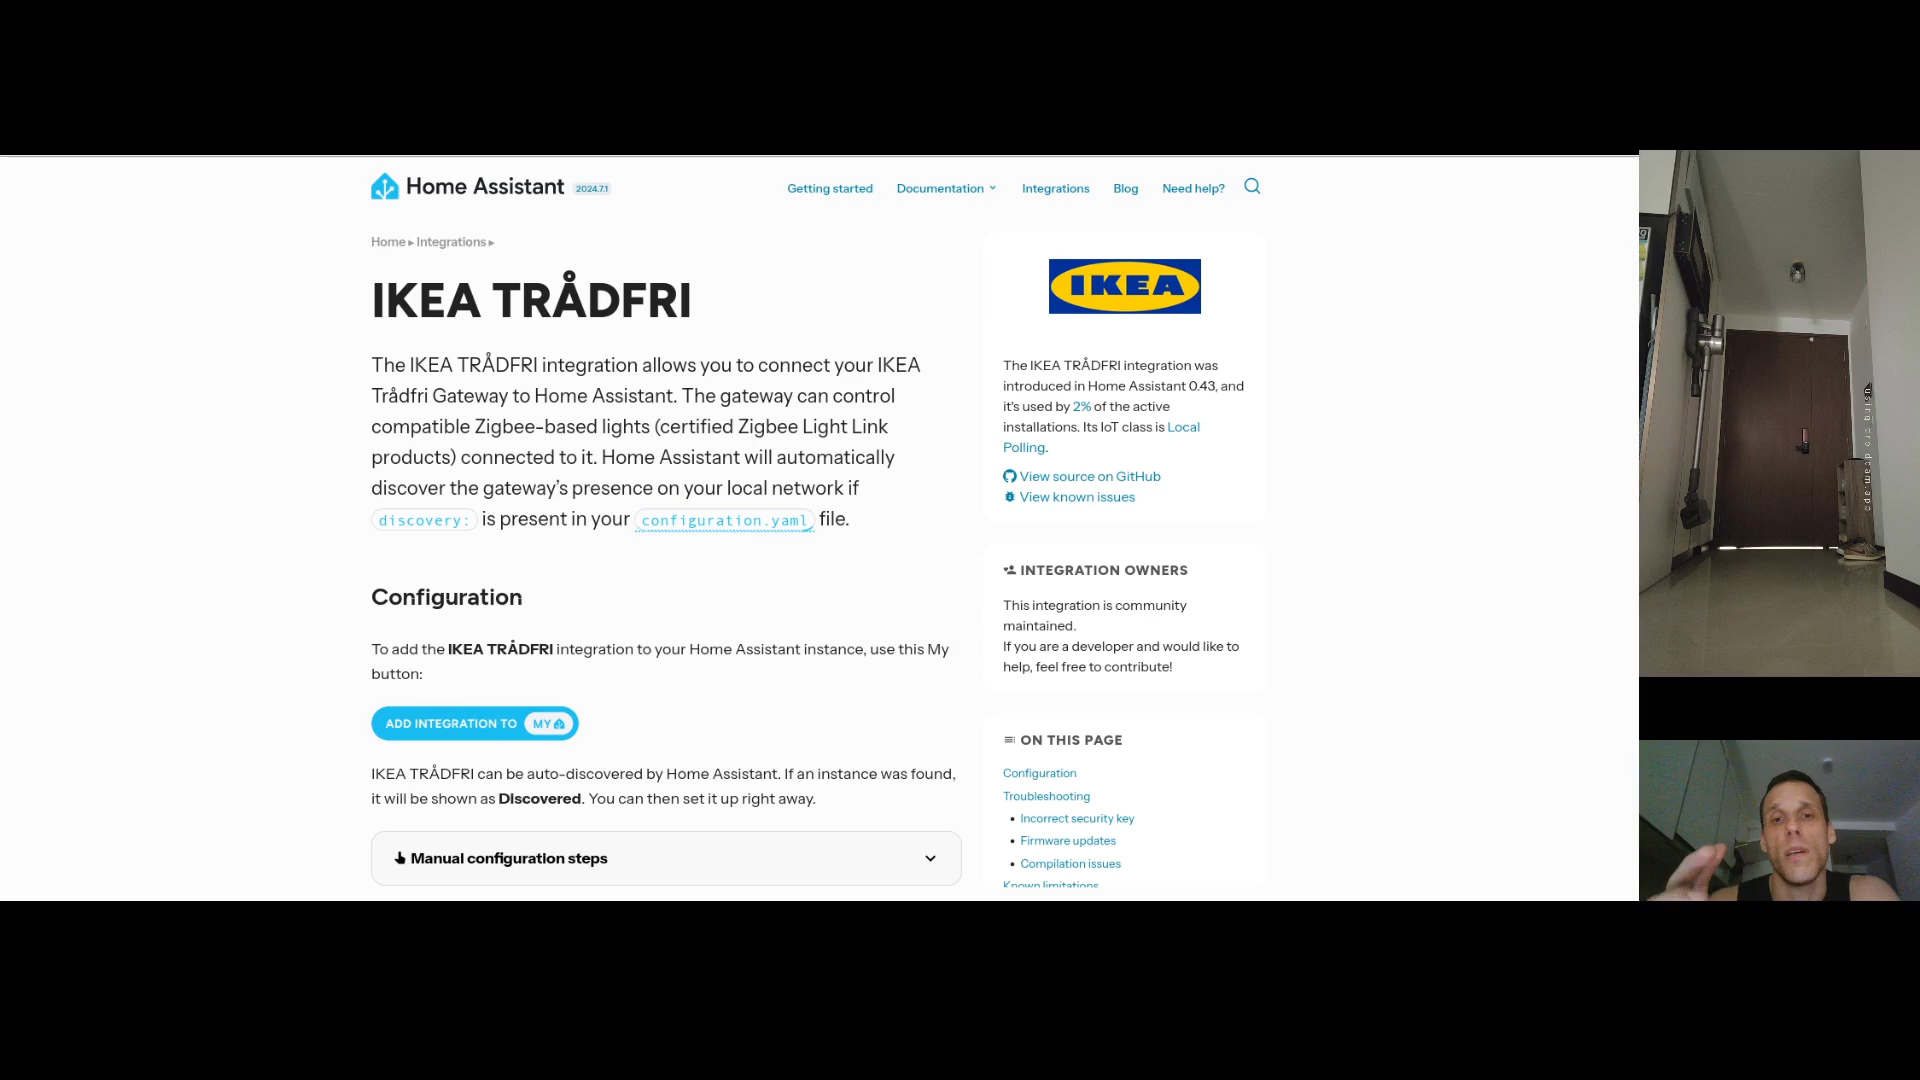 Home Assistant 2024.7.1
Getting started
Documentation
Integrations
Blog
Need help?
Home ▸ Integrations ▸
IKEA TRÅDFRI
The IKEA TRÅDFRI integration allows you to connect your IKEA
Trådfri Gateway to Home Assistant. The gateway can control
compatible Zigbee-based lights (certified Zigbee Light Link
products) connected to it. Home Assistant will automatically
discover the gateway's presence on your local network if
discovery: is present in your configuration.yaml file.
Configuration
To add the IKEA TRÅDFRI integration to your Home Assistant instance, use this My
button:
ADD INTEGRATION TO MY
IKEA TRÅDFRI can be auto-discovered by Home Assistant. If an instance was found,
it will be shown as Discovered. You can then set it up right away.
Manual configuration steps
IKEA
The IKEA TRÅDFRI integration was
introduced in Home Assistant 0.43, and
it's used by 2% of the active
installations. Its IoT class is Local
Polling.
View source on GitHub
View known issues
INTEGRATION OWNERS
This integration is community
maintained.
If you are a developer and would like to
help, feel free to contribute!
ON THIS PAGE
Configuration
Troubleshooting
• Incorrect security key
• Firmware updates
• Compilation issues
Known limitations